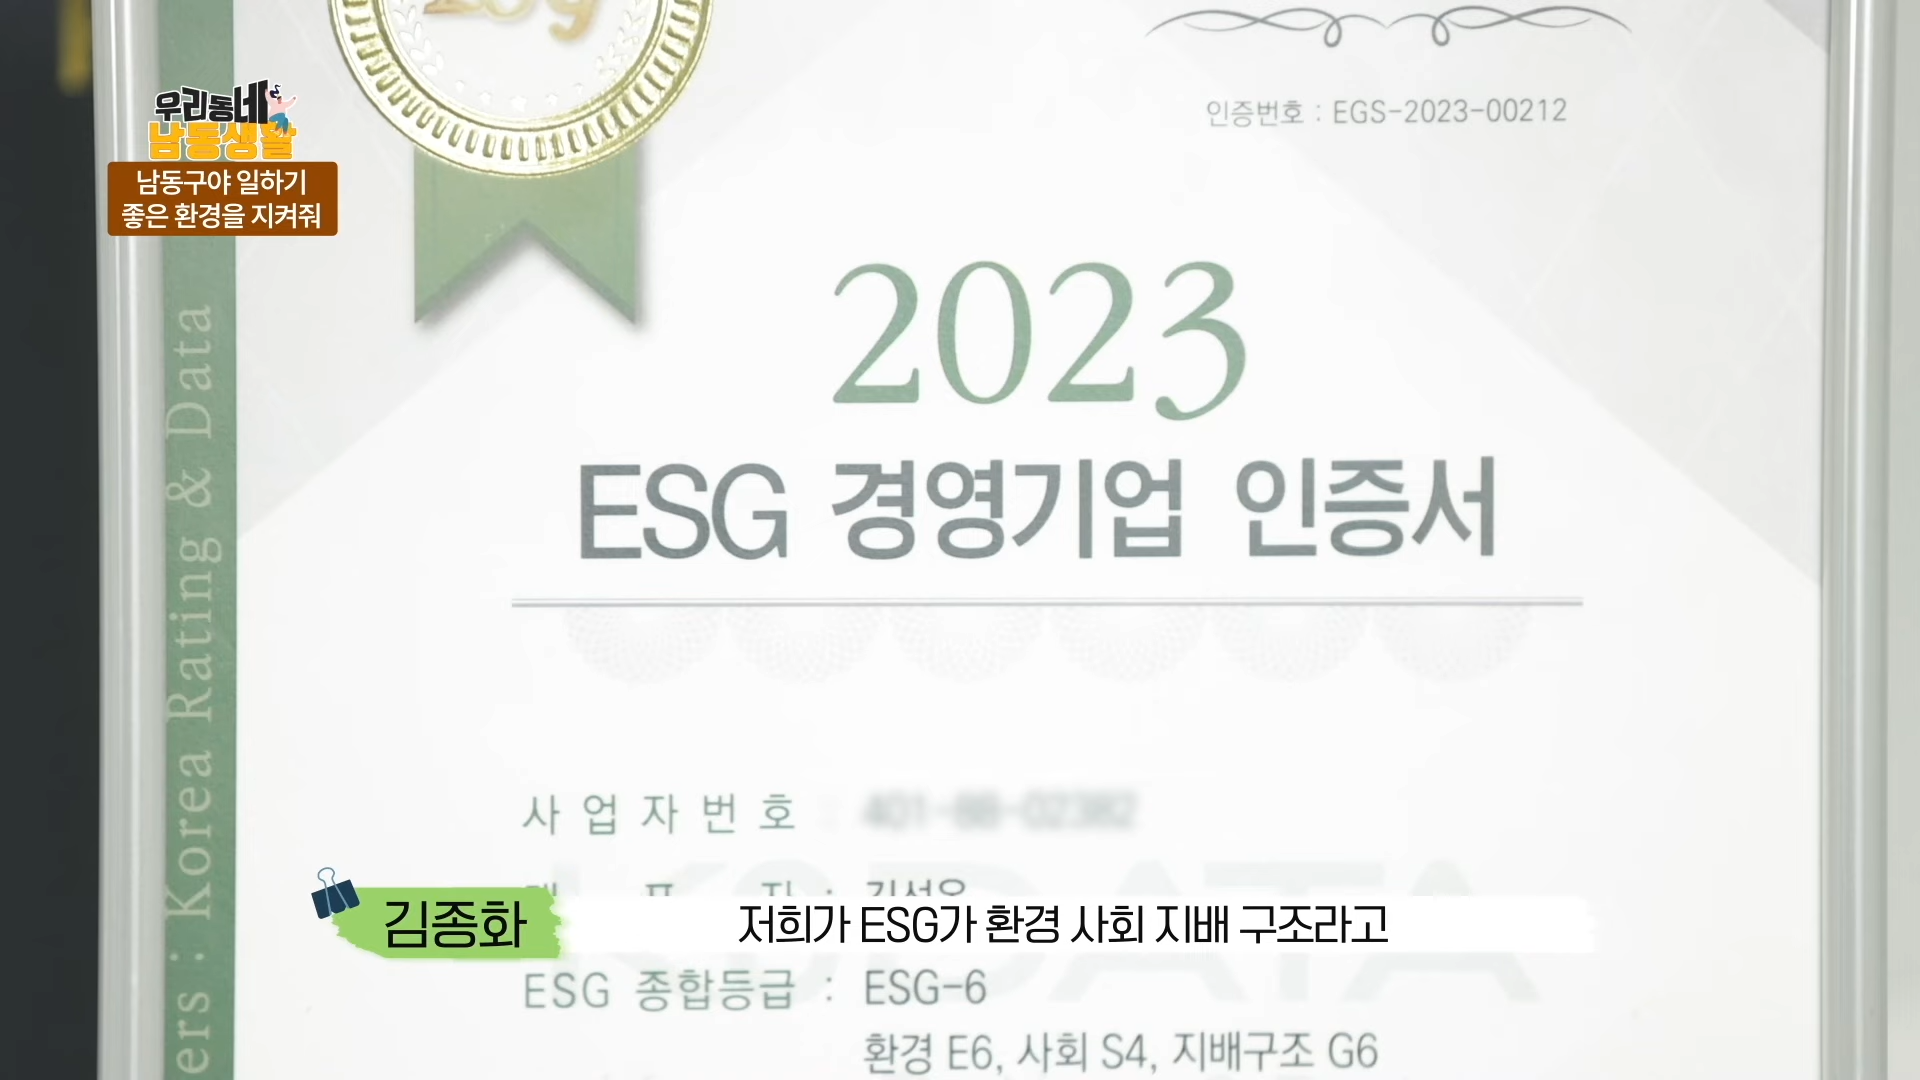 우리동네
남동생활
남동구야 일하기
좋은 환경을 지켜줘
인증번호 : EGS-2023-00212
2023
ESG 경영기업 인증서
ers : Korea Rating & Data
사업자번호
김종화
저희가 ESG가 환경 사회 지배 구조라고
ESG 종합등급 : ESG-6
환경 E6, 사회 S4, 지배구조 G6